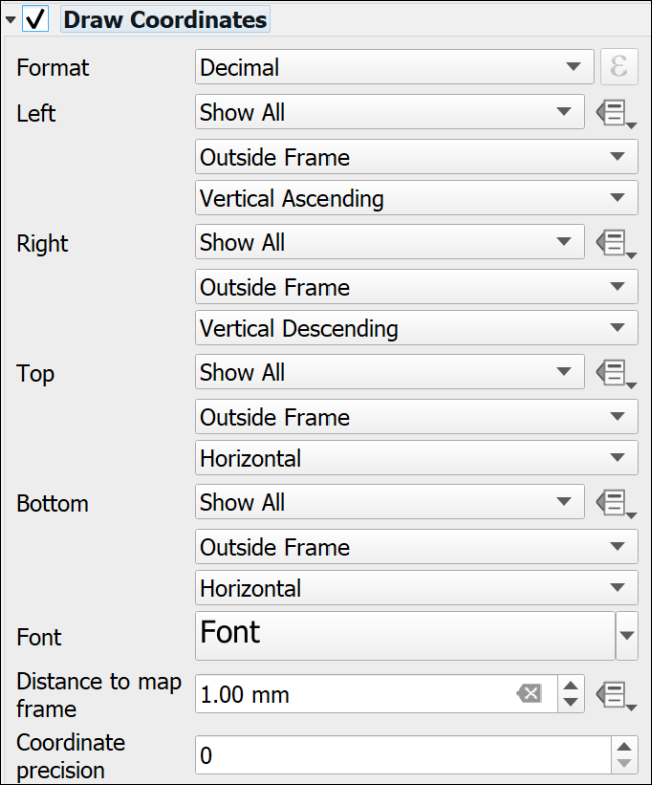 Draw Coordinates
Format Decimal ε
Left Show All
Outside Frame
Vertical Ascending
Right Show All
Outside Frame
Vertical Descending
Top Show All
Outside Frame
Horizontal
Bottom Show All
Outside Frame
Horizontal
Font Font
Distance to map
frame
1.00 mm
Coordinate
precision
0